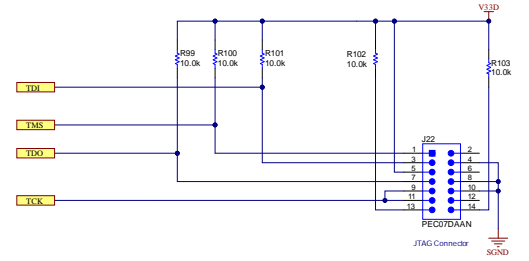 V33D
R99
10.0k
R100
10.0k
R101
10.0k
R102
10.0k
R103
10.0k
TDI
TMS
TDO
TCK
J22
1 2
3 4
5 6
7 8
9 10
11 12
13 14
PEC07DAAN
JTAG Connector
SGND